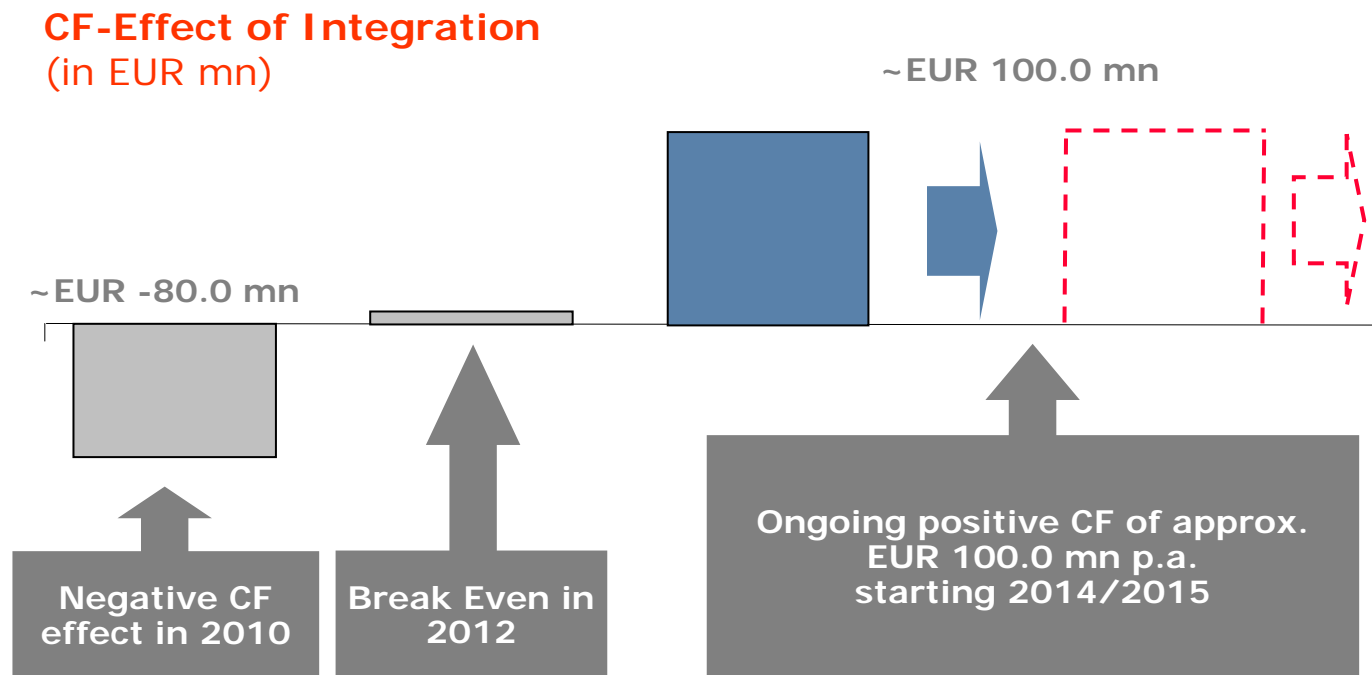 CF-Effect of Integration
(in EUR mn)
~EUR 100.0 mn
~EUR -80.0 mn
Negative CF
effect in 2010
Break Even in
2012
Ongoing positive CF of approx.
EUR 100.0 mn p.a.
starting 2014/2015